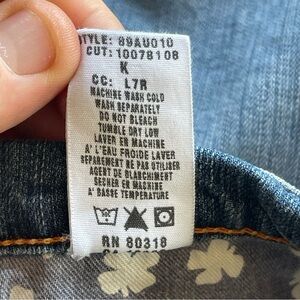 STYLE: 89AU010
CUT: 10078108
K
CC: L7R
MACHINE WASH COLD
WASH SEPARATELY
DO NOT BLEACH
TUMBLE DRY LOW
LAVER EN MACHINE
A' L'EAU FROIDE LAVER
SEPAREMENT NE PAS UTILISER
AGENT DE BLANCHIMENT
SECHER EN MACHINE
A' BASSE TEMPERATURE
RN 80318